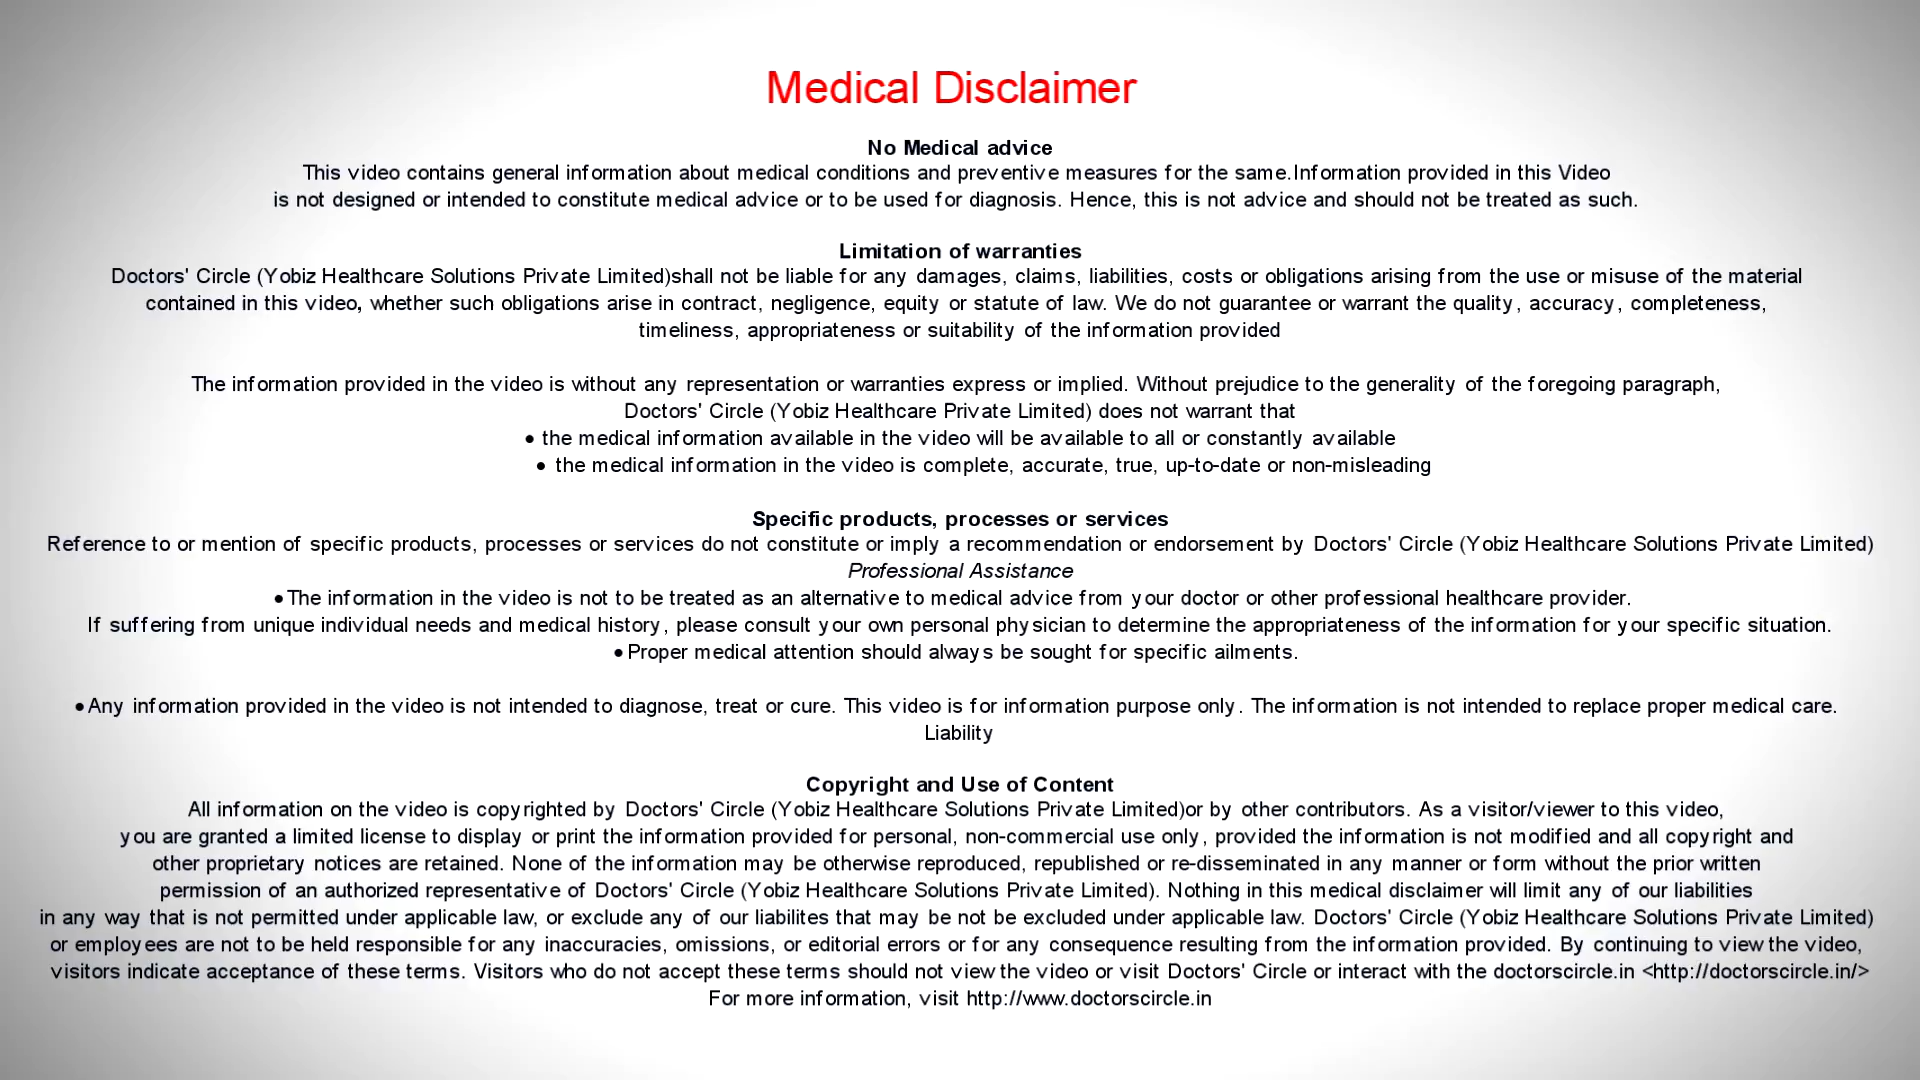 Medical Disclaimer
No Medical advice
This video contains general information about medical conditions and preventive measures for the same.Information provided in this Video
is not designed or intended to constitute medical advice or to be used for diagnosis. Hence, this is not advice and should not be treated as such.
Limitation of warranties
Doctors' Circle (Yobiz Healthcare Solutions Private Limited)shall not be liable for any damages, claims, liabilities, costs or obligations arising from the use or misuse of the material
contained in this video, whether such obligations arise in contract, negligence, equity or statute of law. We do not guarantee or warrant the quality, accuracy, completeness,
timeliness, appropriateness or suitability of the information provided
The information provided in the video is without any representation or warranties express or implied. Without prejudice to the generality of the foregoing paragraph,
Doctors' Circle (Yobiz Healthcare Private Limited) does not warrant that
• the medical information available in the video will be available to all or constantly available
• the medical information in the video is complete, accurate, true, up-to-date or non-misleading
Specific products, processes or services
Reference to or mention of specific products, processes or services do not constitute or imply a recommendation or endorsement by Doctors' Circle (Yobiz Healthcare Solutions Private Limited)
Professional Assistance
•The information in the video is not to be treated as an alternative to medical advice from your doctor or other professional healthcare provider.
If suffering from unique individual needs and medical history, please consult your own personal physician to determine the appropriateness of the information for your specific situation.
•Proper medical attention should always be sought for specific ailments.
•Any information provided in the video is not intended to diagnose, treat or cure. This video is for information purpose only. The information is not intended to replace proper medical care.
Liability
Copyright and Use of Content
All information on the video is copyrighted by Doctors' Circle (Yobiz Healthcare Solutions Private Limited)or by other contributors. As a visitor/viewer to this video,
you are granted a limited license to display or print the information provided for personal, non-commercial use only, provided the information is not modified and all copyright and
other proprietary notices are retained. None of the information may be otherwise reproduced, republished or re-disseminated in any manner or form without the prior written
permission of an authorized representative of Doctors' Circle (Yobiz Healthcare Solutions Private Limited). Nothing in this medical disclaimer will limit any of our liabilities
in any way that is not permitted under applicable law, or exclude any of our liabilites that may be not be excluded under applicable law. Doctors' Circle (Yobiz Healthcare Solutions Private Limited)
or employees are not to be held responsible for any inaccuracies, omissions, or editorial errors or for any consequence resulting from the information provided. By continuing to view the video,
visitors indicate acceptance of these terms. Visitors who do not accept these terms should not view the video or visit Doctors' Circle or interact with the doctorscircle.in <http://doctorscircle.in/>
For more information, visit http://www.doctorscircle.in